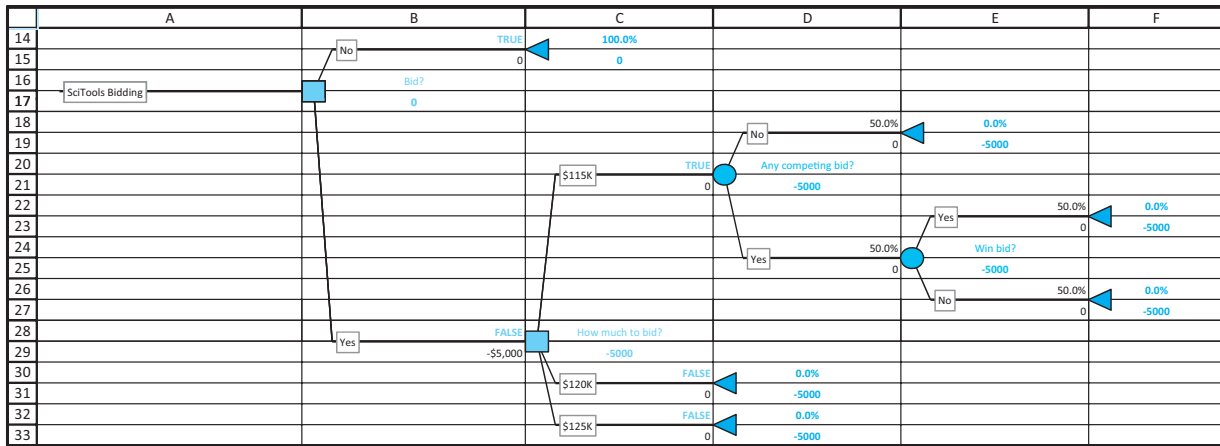 A B C D E F
14 TRUE 100.0%
No
15 0 0
16 Bid?
SciTools Bidding
17 0
18 50.0% 0.0%
No
19 0 -5000
20 TRUE Any competing bid?
$115K
21 0 -5000
22 50.0% 0.0%
Yes
23 0 -5000
24 50.0% Win bid?
Yes
25 0 -5000
26 50.0% 0.0%
No
27 0 -5000
28 FALSE How much to bid?
Yes
29 -$5,000 -5000
30 FALSE 0.0%
$120K
31 0 -5000
32 FALSE 0.0%
$125K
33 0 -5000